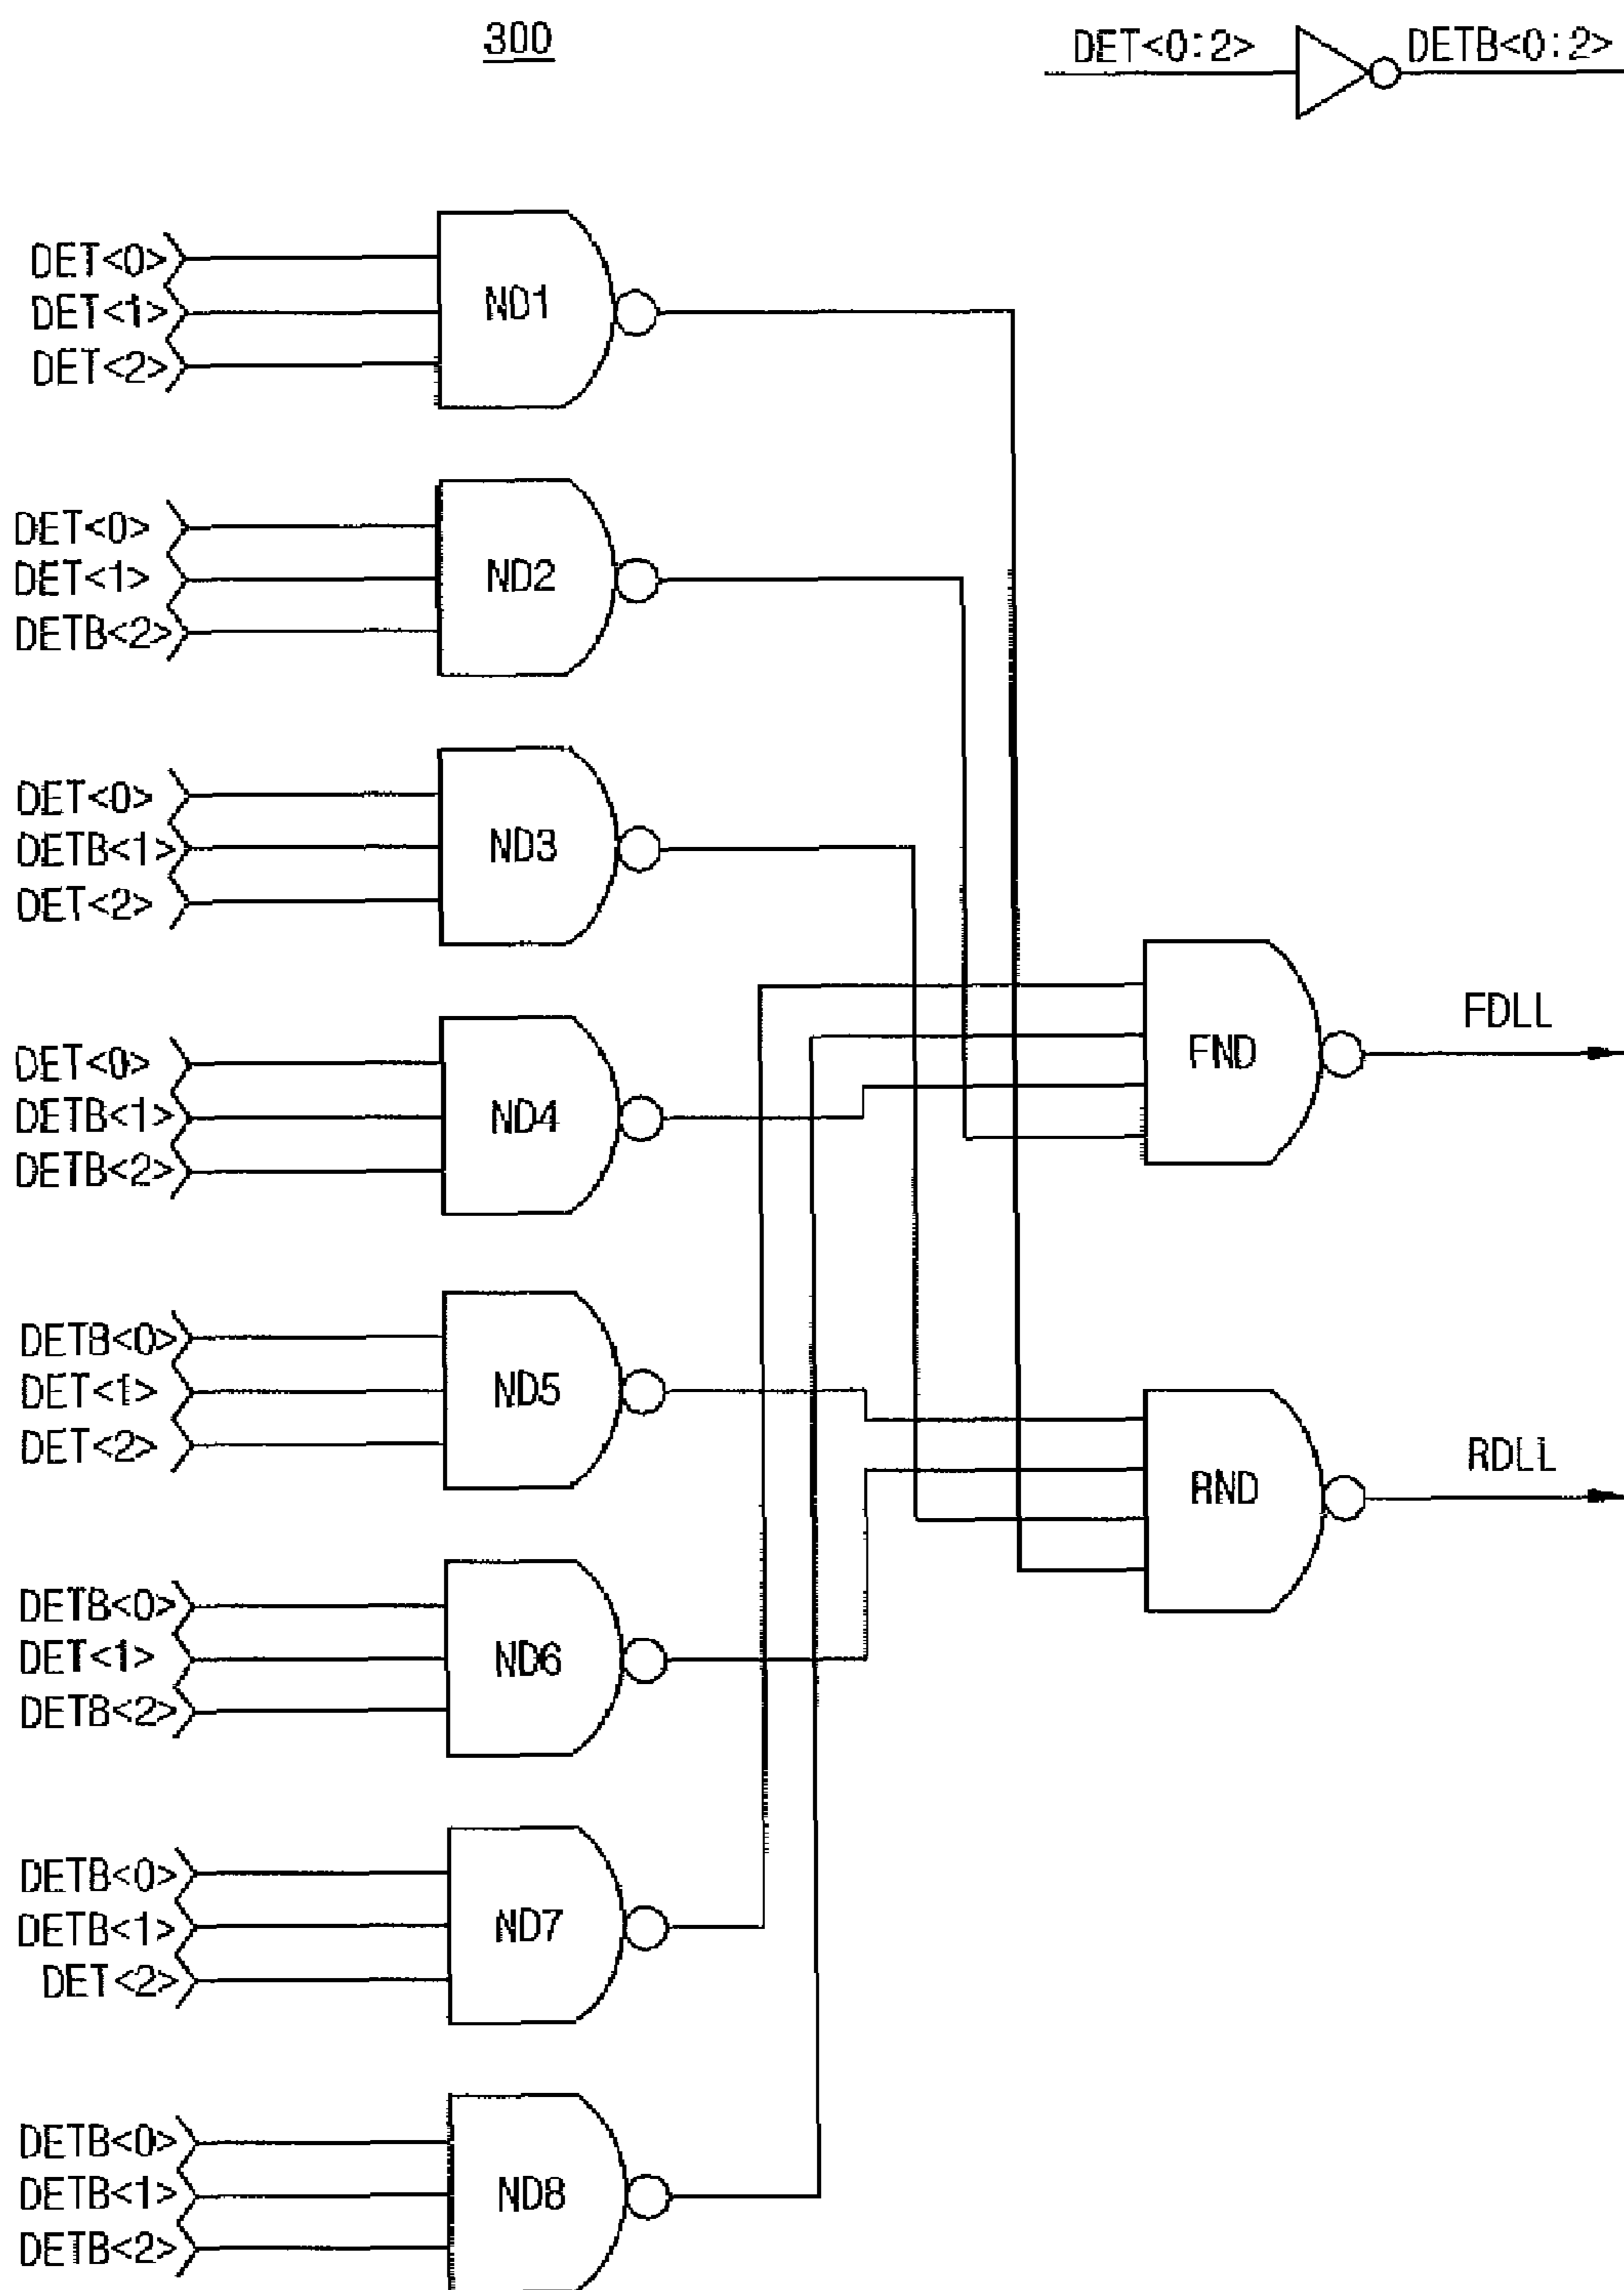 300
DET<0:2> DETB<0:2>
DET<0>
DET<1>
DET<2>
ND1
DET<0>
DET<1>
DETB<2>
ND2
DET<0>
DETB<1>
DET<2>
ND3
DET<0>
DETB<1>
DETB<2>
ND4
FND
FDLL
DETB<0>
DET<1>
DET<2>
ND5
RND
RDLL
DETB<0>
DET<1>
DETB<2>
ND6
DETB<0>
DETB<1>
DET<2>
ND7
DETB<0>
DETB<1>
DETB<2>
ND8